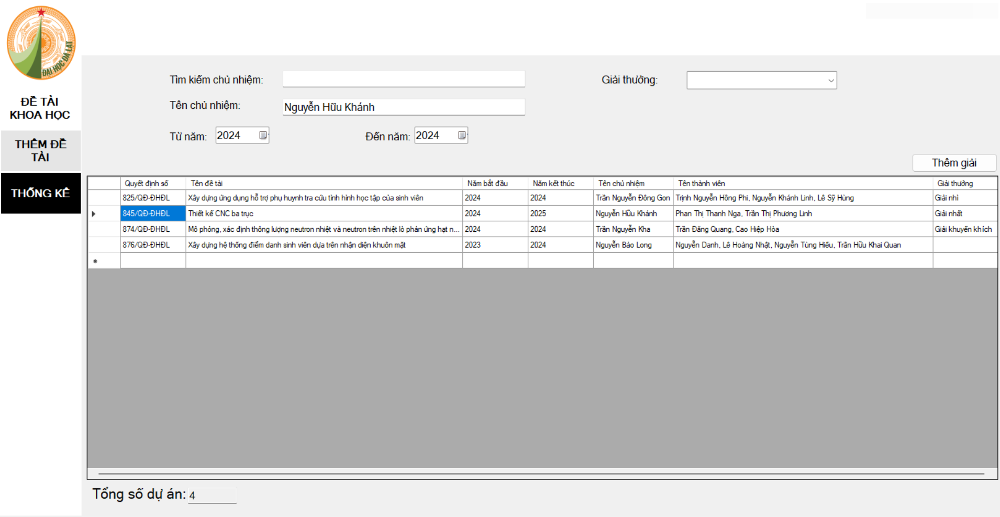 ĐẠI HỌC ĐÀ LẠT
ĐỀ TÀI
KHOA HỌC
THÊM ĐỀ
TÀI
THỐNG KÊ
Tìm kiếm chủ nhiệm:
Giải thưởng:
Tên chủ nhiệm: Nguyễn Hữu Khánh
Từ năm: 2024 Đến năm: 2024
Thêm giải
Quyết định số Tên đề tài Năm bắt đầu Năm kết thúc Tên chủ nhiệm Tên thành viên Giải thưởng
825/QĐ-ĐHĐL Xây dựng ứng dụng hỗ trợ phụ huynh tra cứu tình hình học tập của sinh viên 2024 2024 Trần Nguyễn Đông Gon Trịnh Nguyễn Hồng Phi, Nguyễn Khánh Linh, Lê Sỹ Hùng Giải nhì
845/QĐ-ĐHĐL Thiết kế CNC ba trục 2024 2025 Nguyễn Hữu Khánh Phan Thị Thanh Nga, Trần Thị Phương Linh Giải nhất
874/QĐ-ĐHĐL Mô phỏng, xác định thông lượng neutron nhiệt và neutron trên nhiệt lò phản ứng hạt n... 2024 2024 Trần Nguyễn Kha Trần Đăng Quang, Cao Hiệp Hòa Giải khuyến khích
876/QĐ-ĐHĐL Xây dựng hệ thống điểm danh sinh viên dựa trên nhận diện khuôn mặt 2023 2024 Nguyễn Bảo Long Nguyễn Danh, Lê Hoàng Nhật, Nguyễn Tùng Hiếu, Trần Hữu Khai Quan
Tổng số dự án: 4